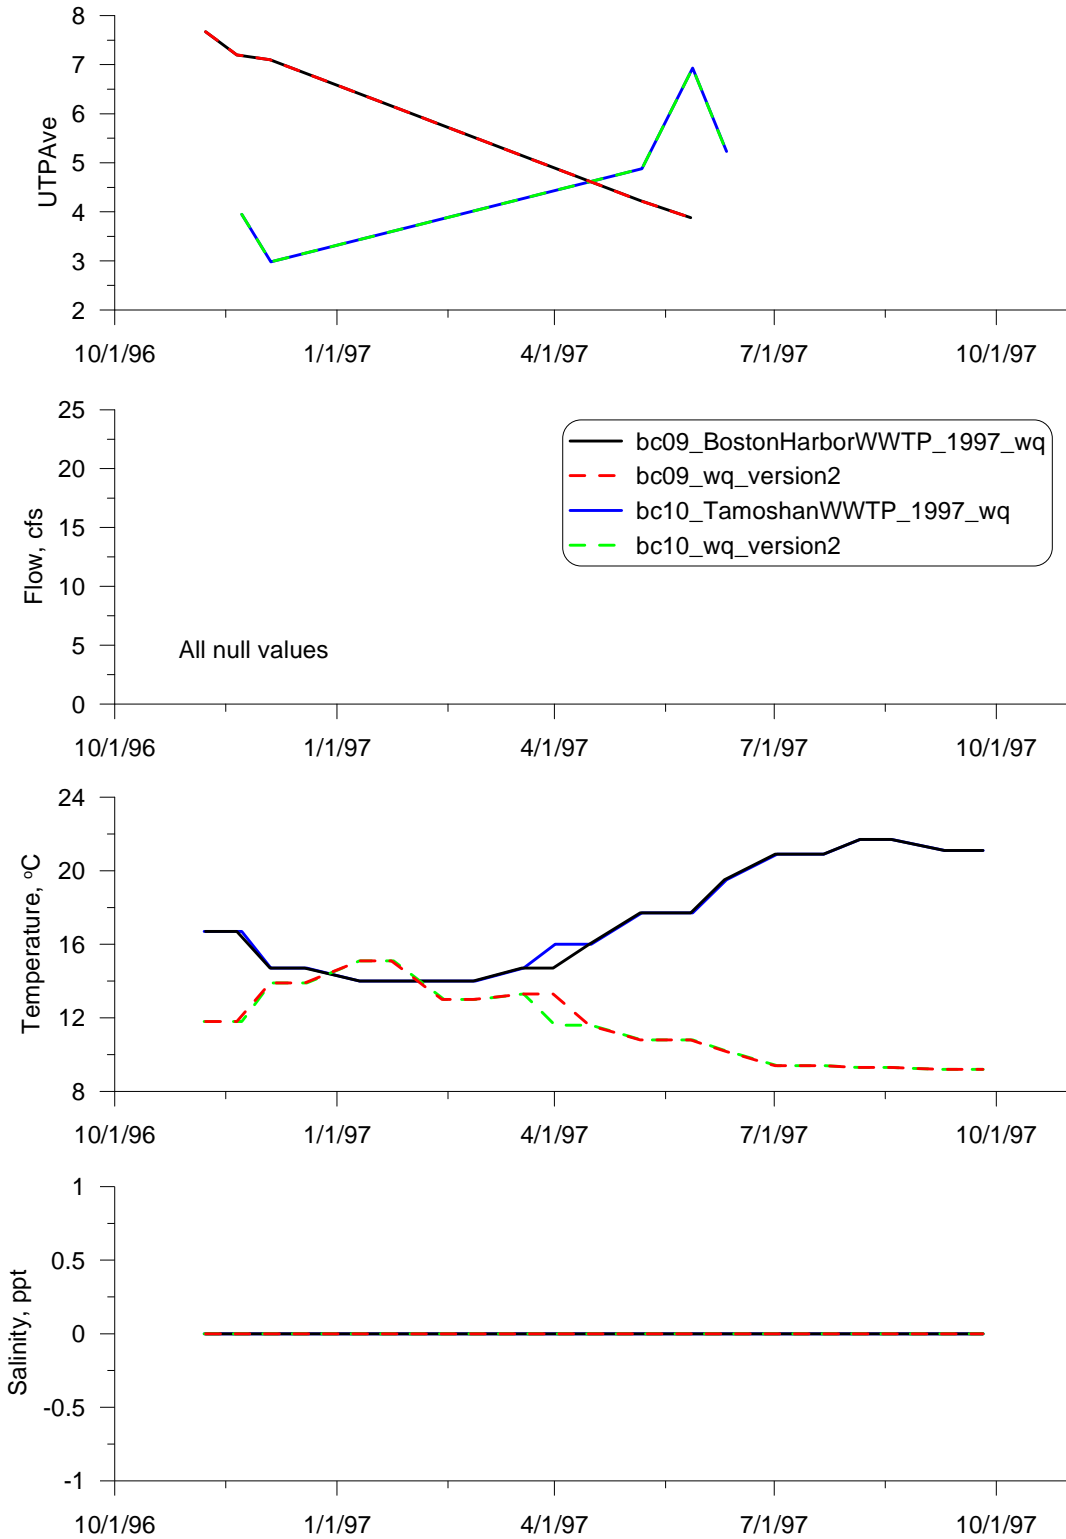 8
7
6
5
4
3
2
UTPAve
10/1/96 1/1/97 4/1/97 7/1/97 10/1/97
25
20
15
10
5
0
Flow, cfs
bc09_BostonHarborWWTP_1997_wq
bc09_wq_version2
bc10_TamoshanWWTP_1997_wq
bc10_wq_version2
All null values
10/1/96 1/1/97 4/1/97 7/1/97 10/1/97
24
20
16
12
8
Temperature, oC
10/1/96 1/1/97 4/1/97 7/1/97 10/1/97
1
0.5
0
-0.5
-1
Salinity, ppt
10/1/96 1/1/97 4/1/97 7/1/97 10/1/97